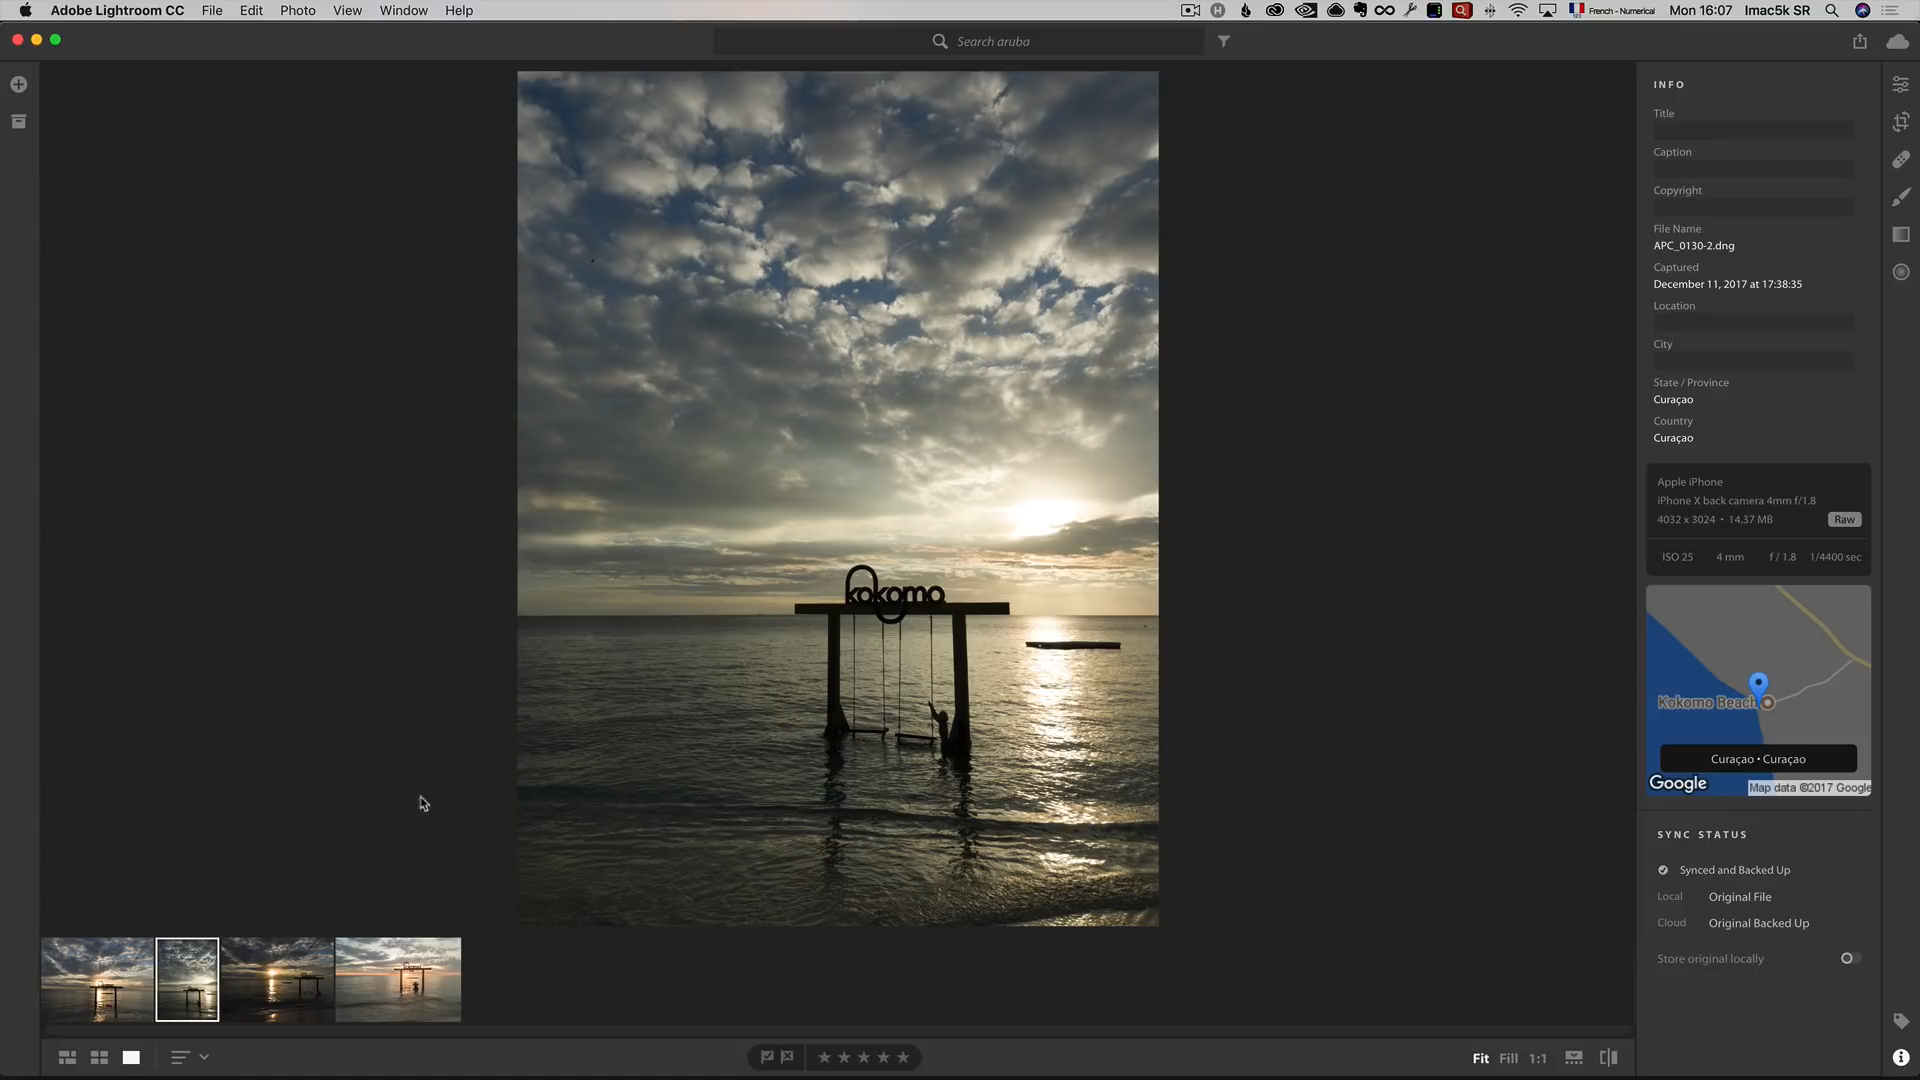 Adobe Lightroom CC File Edit Photo View Window Help French - Numerical Mon 16:07 Imac5k SR
Search aruba
INFO
Title
Caption
Copyright
File Name
APC_0130-2.dng
Captured
December 11, 2017 at 17:38:35
Location
City
State / Province
Curaçao
Country
Curaçao
Apple iPhone
iPhone X back camera 4mm f/1.8
4032 x 3024 • 14.37 MB Raw
ISO 25 4 mm f / 1.8 1/4400 sec
kokomo
Kokomo Beach
Curaçao • Curaçao
Google Map data ©2017 Google
SYNC STATUS
Synced and Backed Up
Local Original File
Cloud Original Backed Up
Store original locally
Fit Fill 1:1